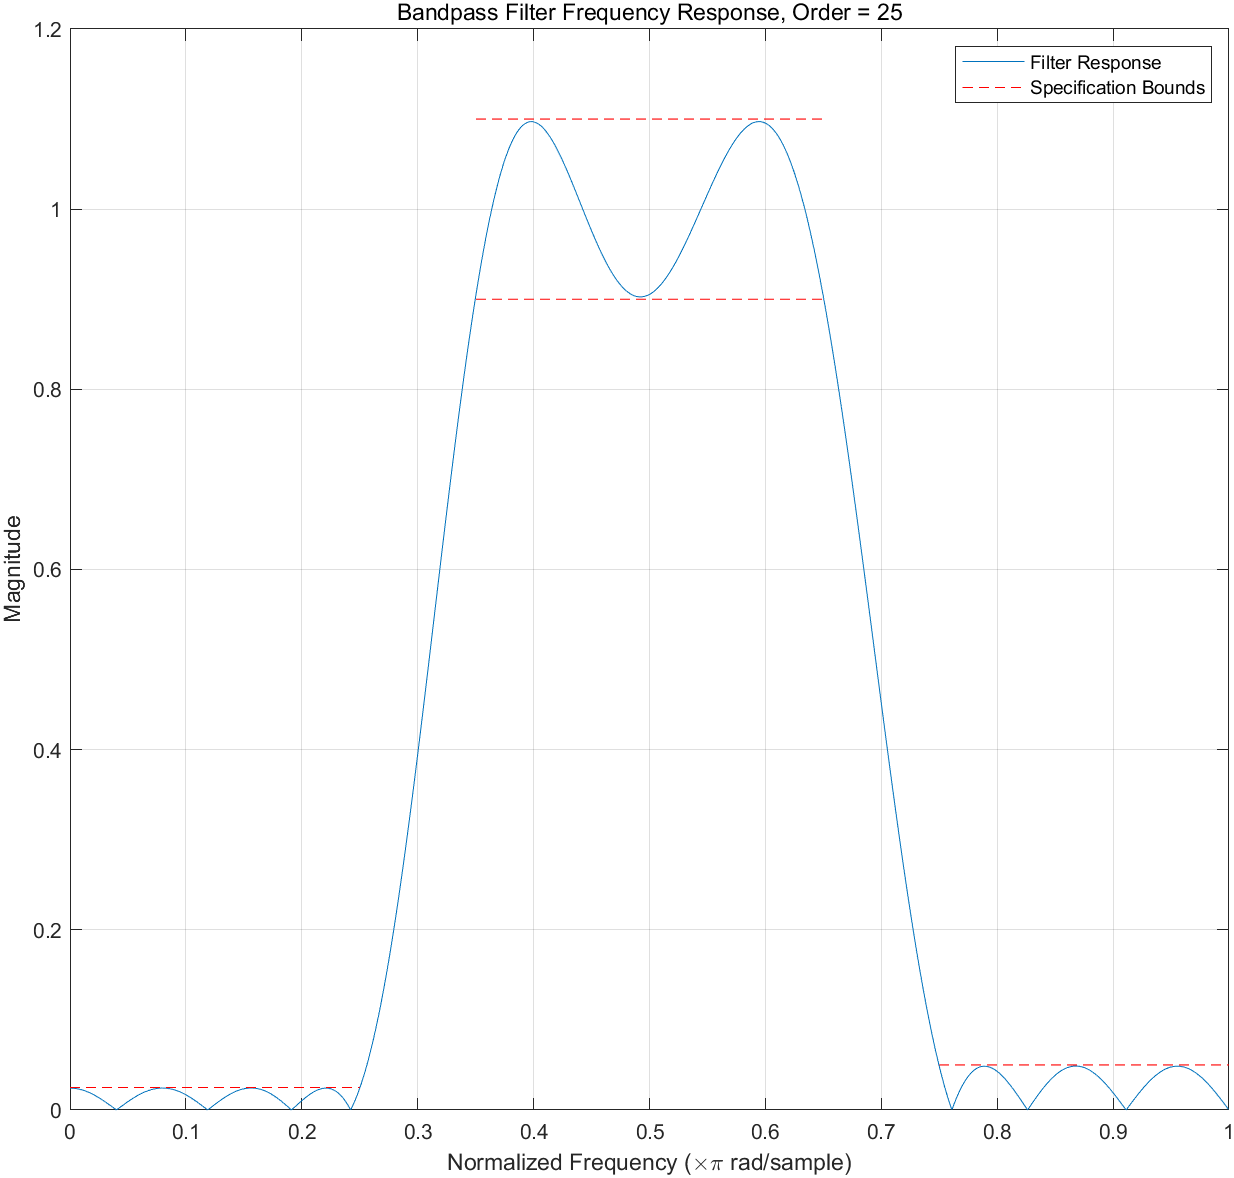 Bandpass Filter Frequency Response, Order = 25
Filter Response
Specification Bounds
1.2
1
0.8
0.6
0.4
0.2
0
Magnitude
0 0.1 0.2 0.3 0.4 0.5 0.6 0.7 0.8 0.9 1
Normalized Frequency (×π rad/sample)